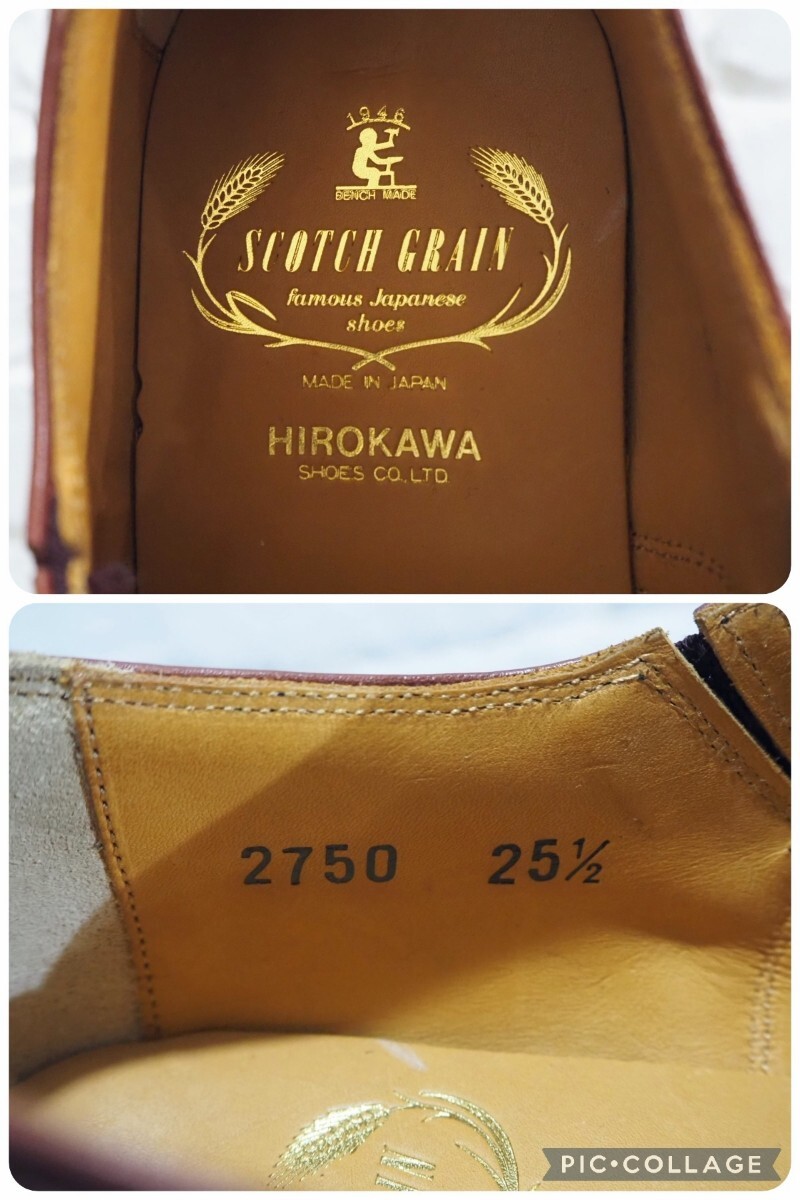 1946
BENCH MADE
SCOTCH GRAIN
famous Japanese
shoes
MADE IN JAPAN
HIROKAWA
SHOES CO.,LTD.
2750 25½
IN
PIC•COLLAGE